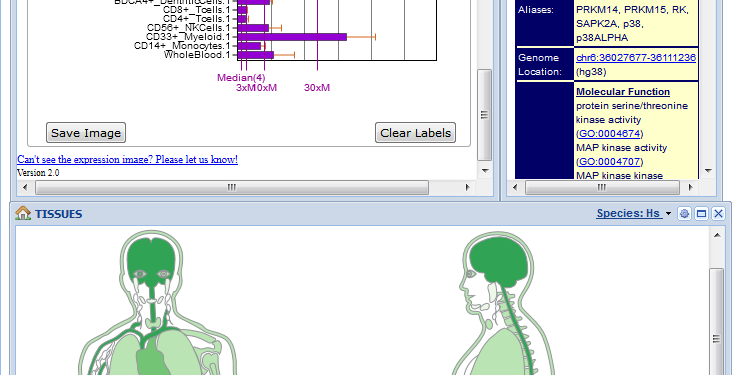 BDCA4+_DentriticCells.1
CD8+_Tcells.1
CD4+_Tcells.1
CD56+_NKCells.1
CD33+_Myeloid.1
CD14+_Monocytes.1
WholeBlood.1
Median(4)
3xM 10xM 30xM
Save Image
Clear Labels
Can't see the expression image? Please let us know!
Version 2.0
Aliases:
PRKM14, PRKM15, RK,
SAPK2A, p38,
p38ALPHA
Genome
Location:
chr6:36027677-36111236
(hg38)
Molecular Function
protein serine/threonine
kinase activity
(GO:0004674)
MAP kinase activity
(GO:0004707)
MAP kinase kinase
TISSUES
Species: Hs